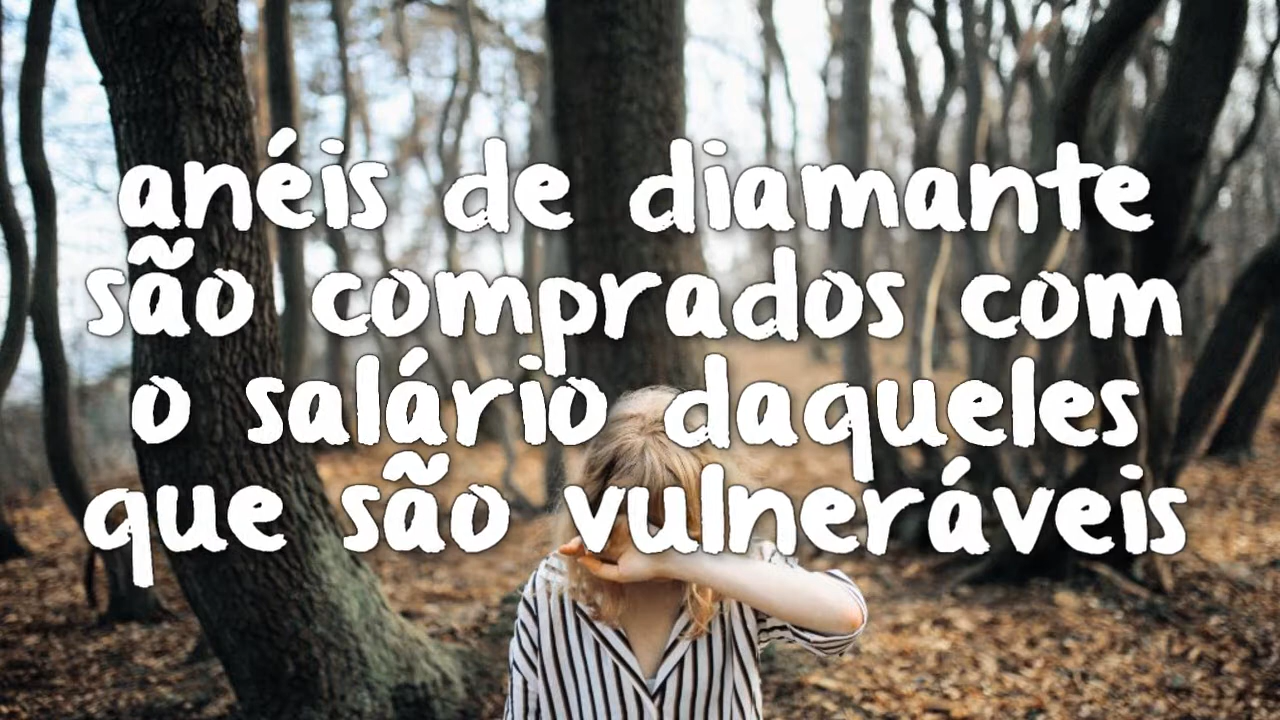 anéis de diamante
são comprados com
o salário daqueles
que são vulneráveis